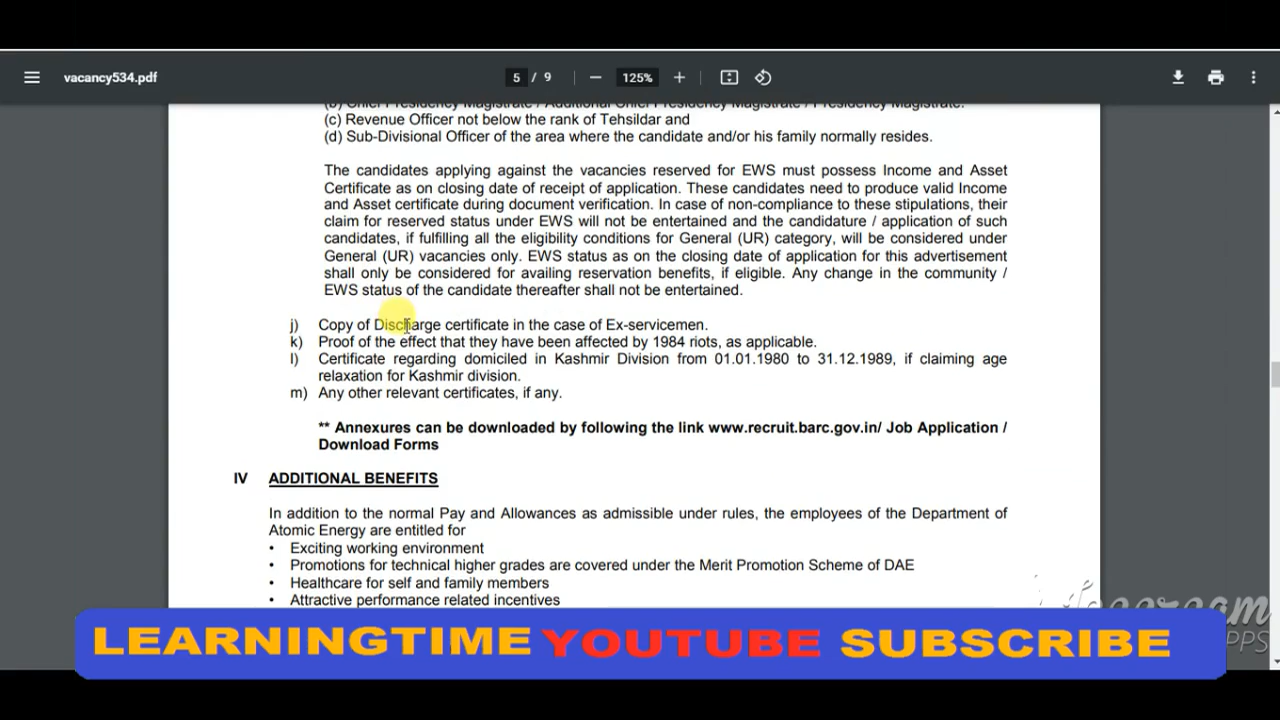 vacancy534.pdf
5 / 9
125%
(b) Chief Presidency Magistrate / Additional Chief Presidency Magistrate / Presidency Magistrate.
(c) Revenue Officer not below the rank of Tehsildar and
(d) Sub-Divisional Officer of the area where the candidate and/or his family normally resides.
The candidates applying against the vacancies reserved for EWS must possess Income and Asset
Certificate as on closing date of receipt of application. These candidates need to produce valid Income
and Asset certificate during document verification. In case of non-compliance to these stipulations, their
claim for reserved status under EWS will not be entertained and the candidature / application of such
candidates, if fulfilling all the eligibility conditions for General (UR) category, will be considered under
General (UR) vacancies only. EWS status as on the closing date of application for this advertisement
shall only be considered for availing reservation benefits, if eligible. Any change in the community /
EWS status of the candidate thereafter shall not be entertained.
j) Copy of Discharge certificate in the case of Ex-servicemen.
k) Proof of the effect that they have been affected by 1984 riots, as applicable.
l) Certificate regarding domiciled in Kashmir Division from 01.01.1980 to 31.12.1989, if claiming age
relaxation for Kashmir division.
m) Any other relevant certificates, if any.
** Annexures can be downloaded by following the link www.recruit.barc.gov.in/ Job Application /
Download Forms
IV ADDITIONAL BENEFITS
In addition to the normal Pay and Allowances as admissible under rules, the employees of the Department of
Atomic Energy are entitled for
• Exciting working environment
• Promotions for technical higher grades are covered under the Merit Promotion Scheme of DAE
• Healthcare for self and family members
• Attractive performance related incentives
LEARNINGTIME YOUTUBE SUBSCRIBE
APPS